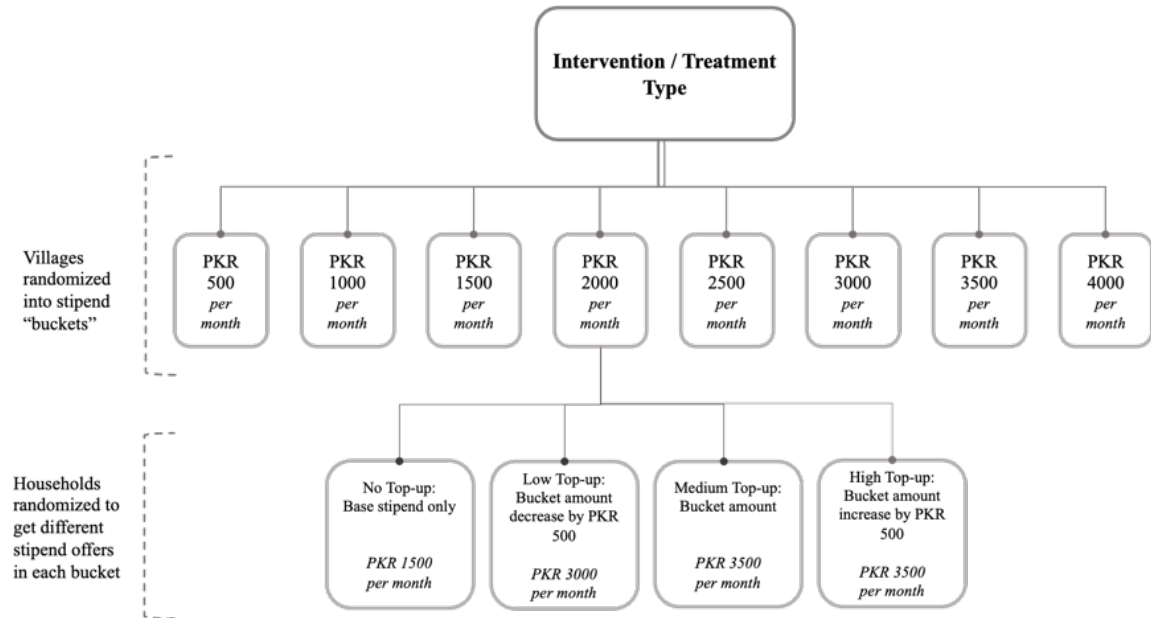 Intervention / Treatment
Type
Villages
randomized
into stipend
“buckets”
PKR
500
per
month
PKR
1000
per
month
PKR
1500
per
month
PKR
2000
per
month
PKR
2500
per
month
PKR
3000
per
month
PKR
3500
per
month
PKR
4000
per
month
Households
randomized to
get different
stipend offers
in each bucket
No Top-up:
Base stipend only
PKR 1500
per month
Low Top-up:
Bucket amount
decrease by PKR
500
PKR 3000
per month
Medium Top-up:
Bucket amount
PKR 3500
per month
High Top-up:
Bucket amount
increase by PKR
500
PKR 3500
per month